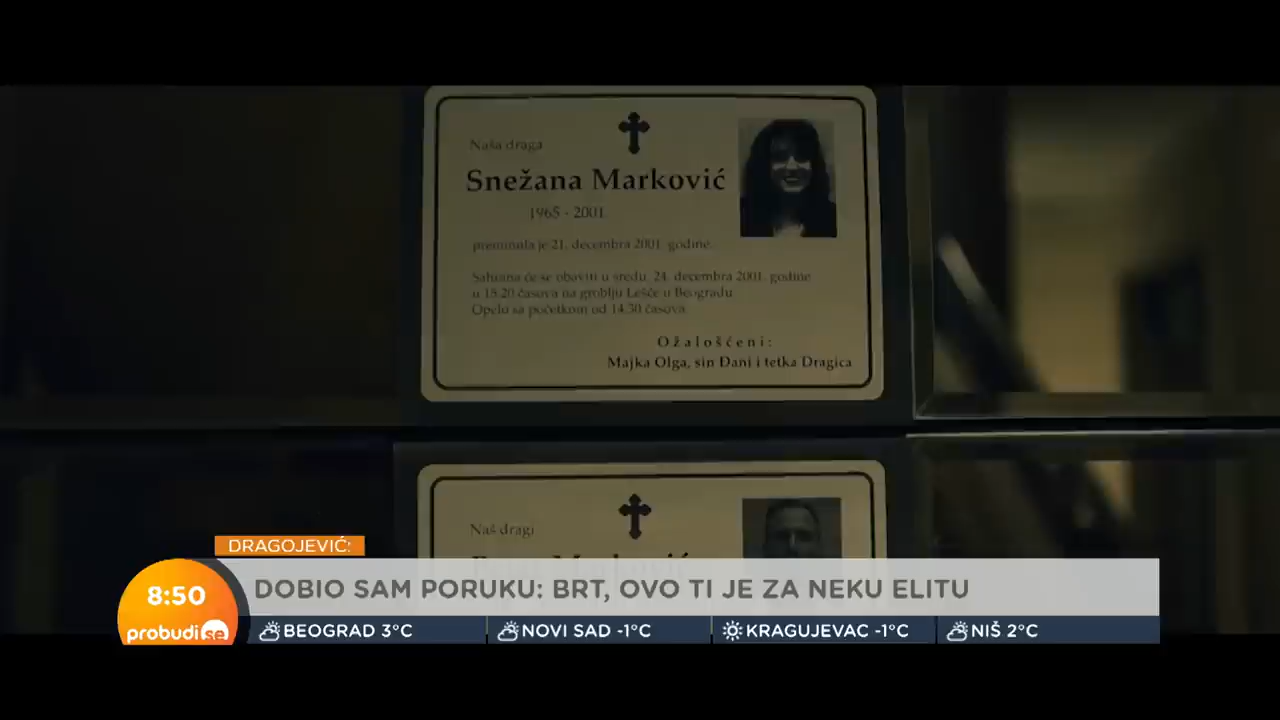 Naša draga
Snežana Marković
1965 - 2001
preminula je 21. decembra 2001. godine.
Sahrana će se obaviti u sredu, 24. decembra 2001. godine
u 15.20 časova na groblju Lešće u Beogradu
Opelo sa početkom od 14.30 časova.
Ožalošćeni:
Majka Olga, sin Đani i tetka Dragica
Naš dragi
Marković
DRAGOJEVIĆ:
DOBIO SAM PORUKU: BRT, OVO TI JE ZA NEKU ELITU
8:50
probudi se
BEOGRAD 3°C
NOVI SAD -1°C
KRAGUJEVAC -1°C
NIŠ 2°C